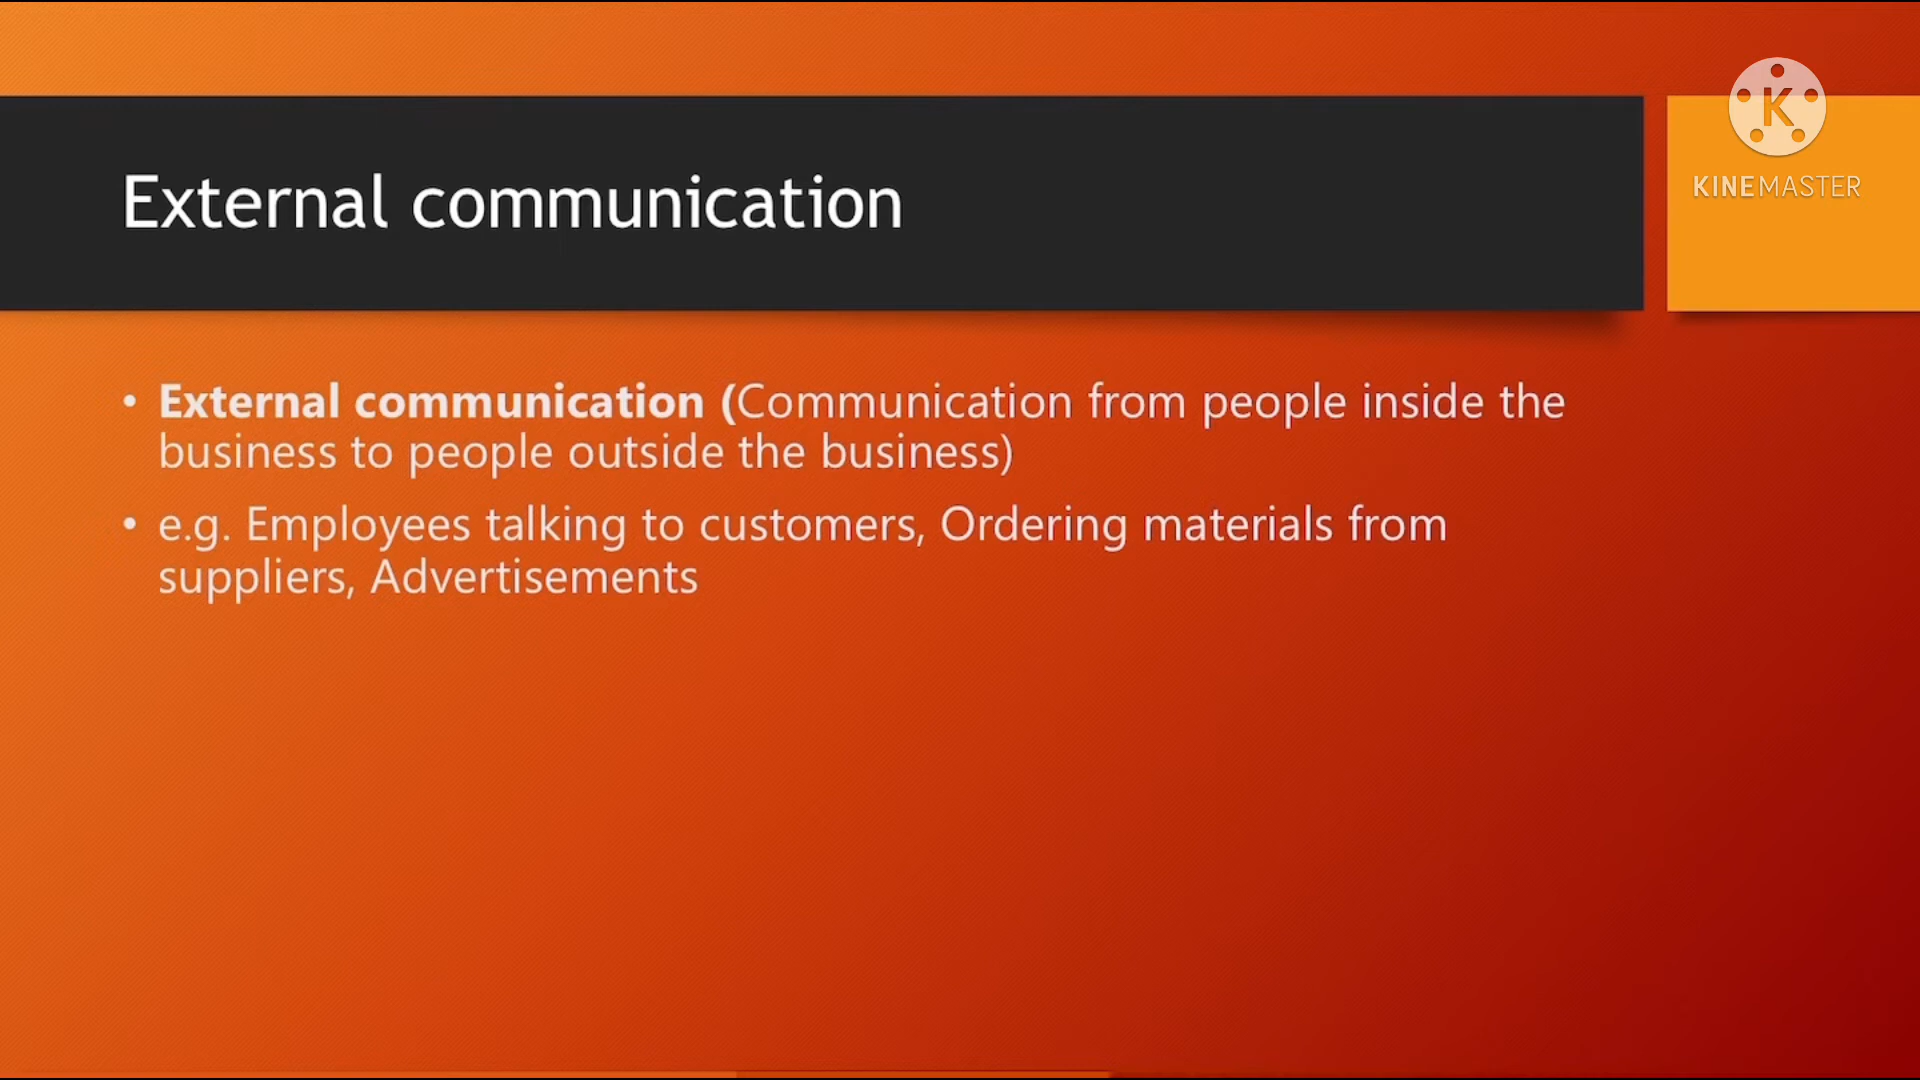 K
KINEMASTER
External communication
• External communication (Communication from people inside the
business to people outside the business)
• e.g. Employees talking to customers, Ordering materials from
suppliers, Advertisements